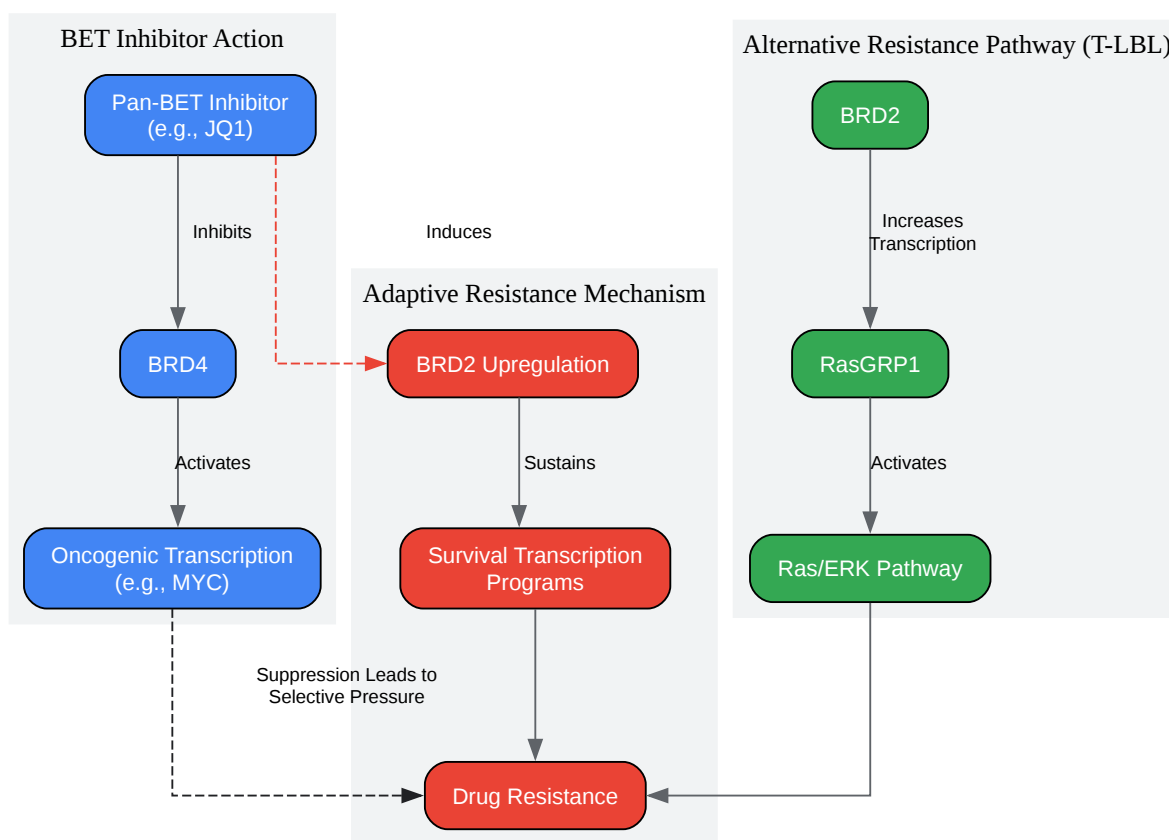 BET Inhibitor Action
Pan-BET Inhibitor
(e.g., JQ1)
Inhibits
BRD4
Activates
Oncogenic Transcription
(e.g., MYC)
Induces
Adaptive Resistance Mechanism
BRD2 Upregulation
Sustains
Survival Transcription
Programs
Suppression Leads to
Selective Pressure
Drug Resistance
Alternative Resistance Pathway (T-LBL)
BRD2
Increases
Transcription
RasGRP1
Activates
Ras/ERK Pathway